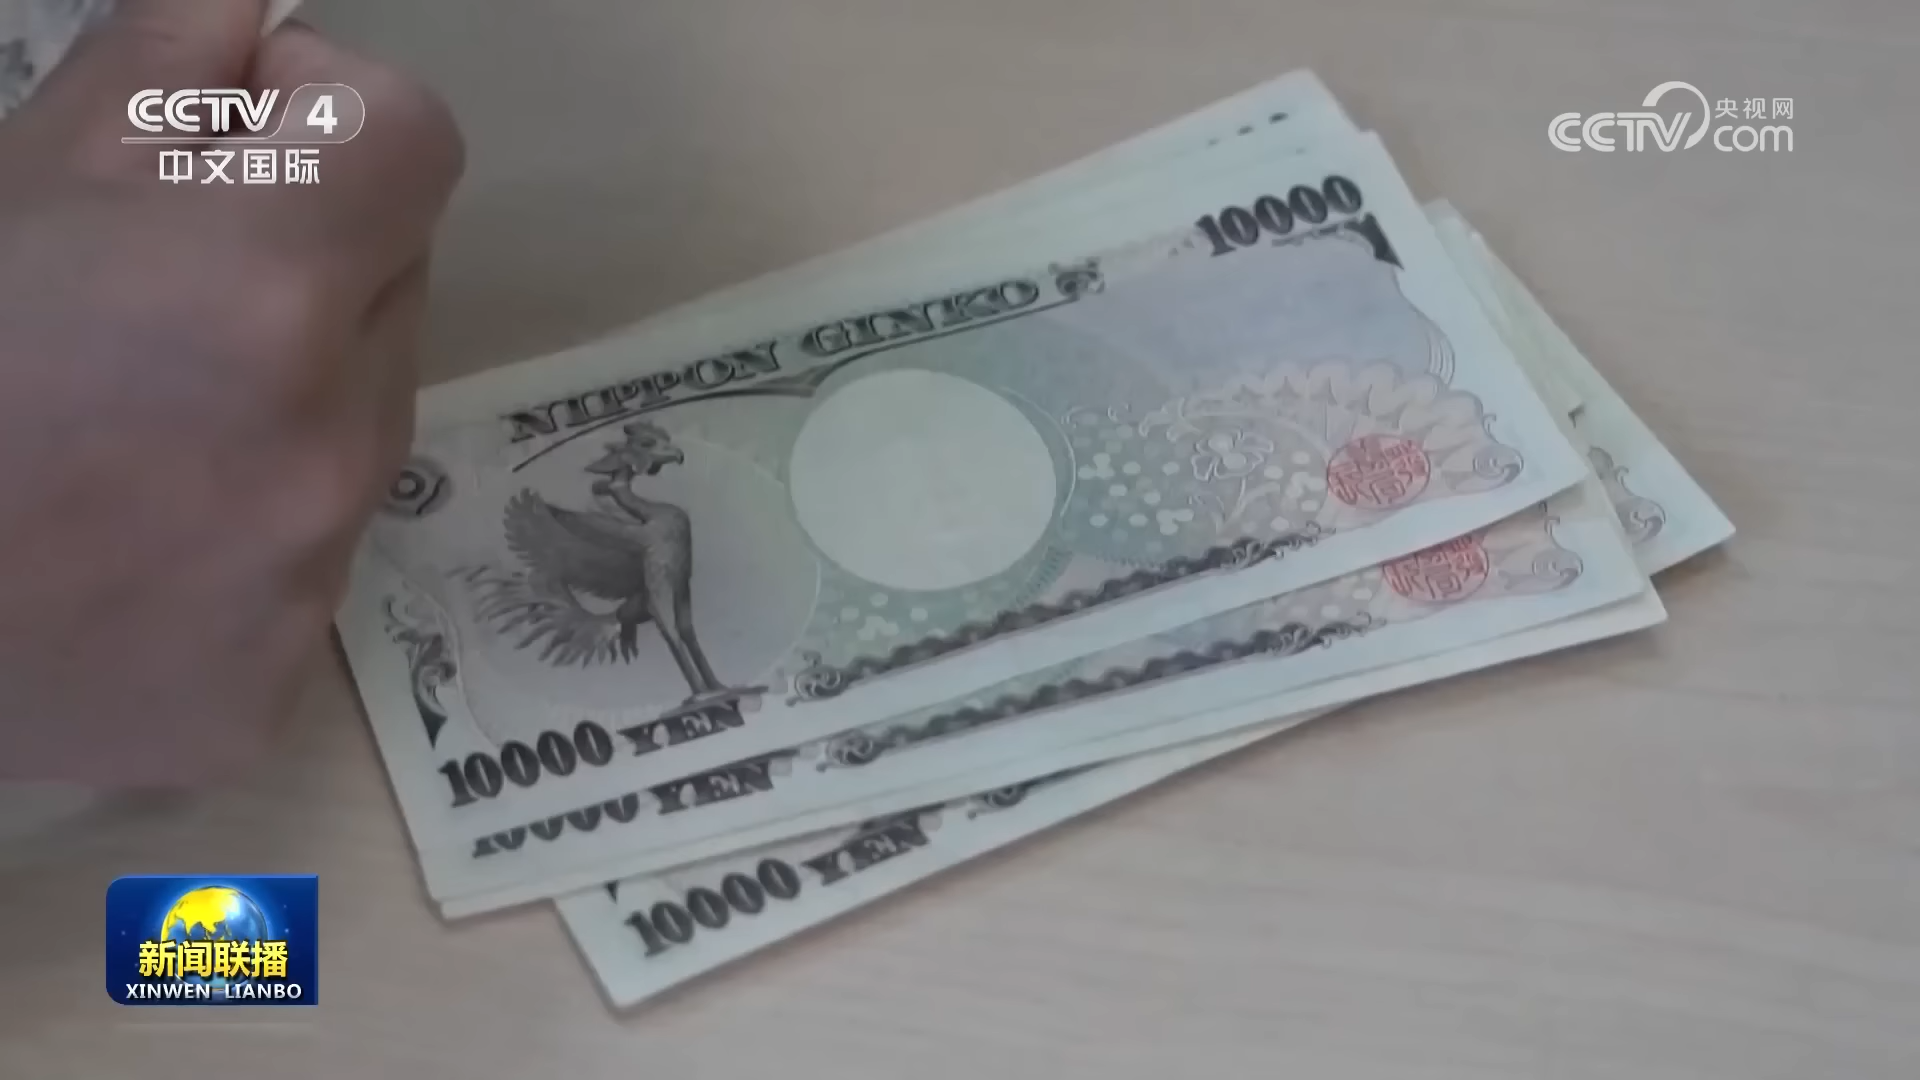 CCTV 4
中文国际
央视网
CCTV.com
10000
NIPPON GINKO
10000 YEN
10000 YEN
10000 YEN
新闻联播
XINWEN LIANBO